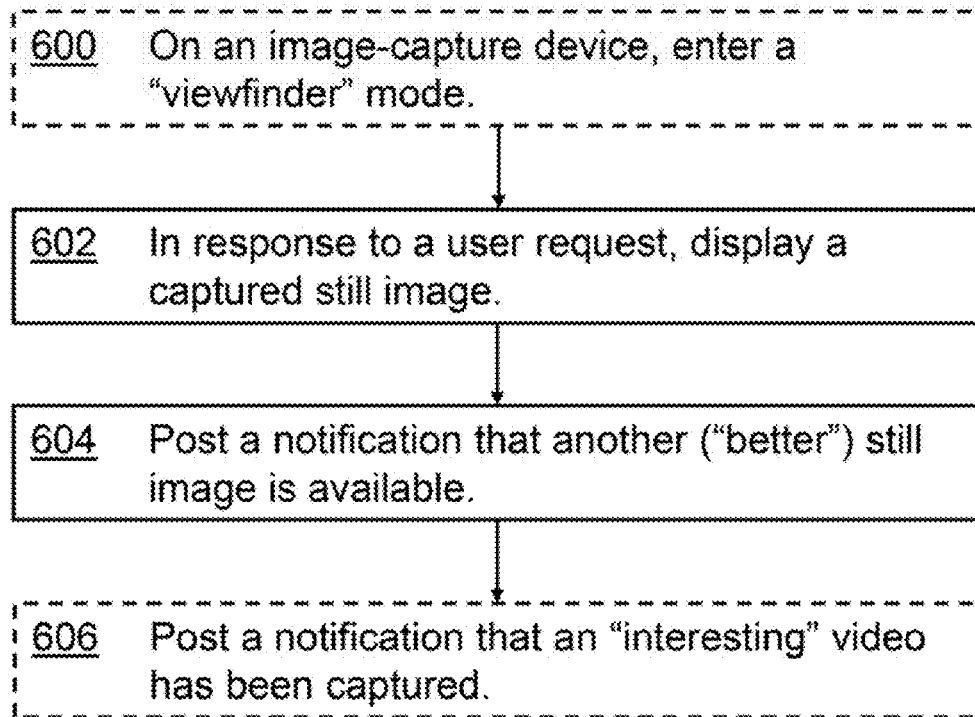 600 On an image-capture device, enter a
“viewfinder” mode.
602 In response to a user request, display a
captured still image.
604 Post a notification that another (“better”) still
image is available.
606 Post a notification that an “interesting” video
has been captured.